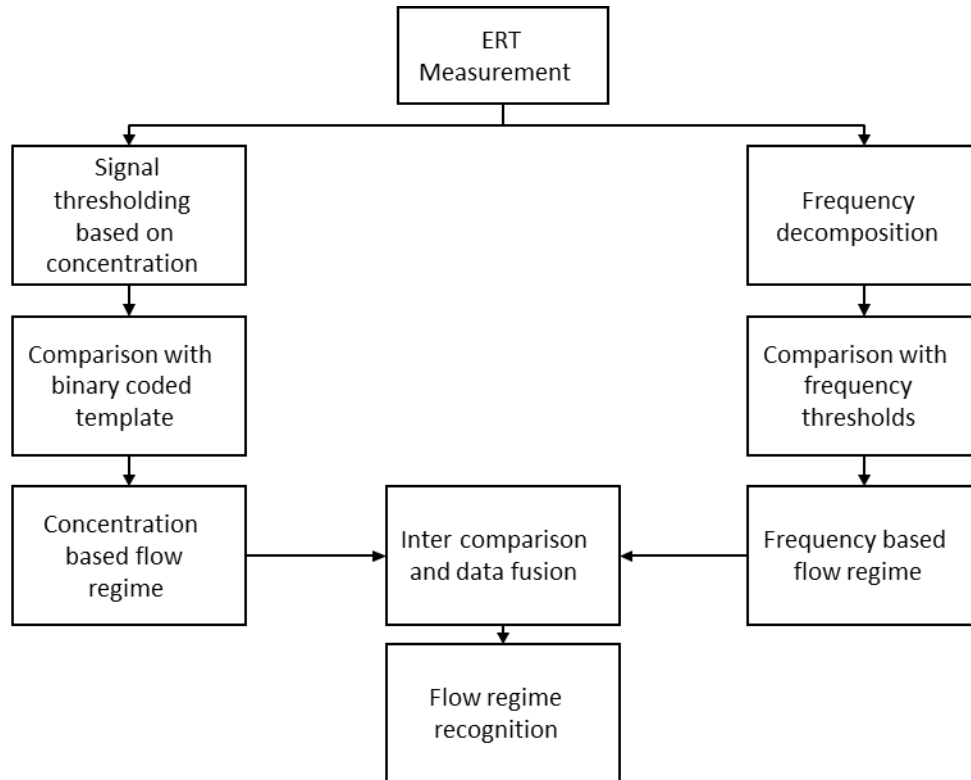 ERT
Measurement
Signal
thresholding
based on
concentration
Frequency
decomposition
Comparison with
binary coded
template
Comparison with
frequency
thresholds
Concentration
based flow
regime
Inter comparison
and data fusion
Frequency based
flow regime
Flow regime
recognition